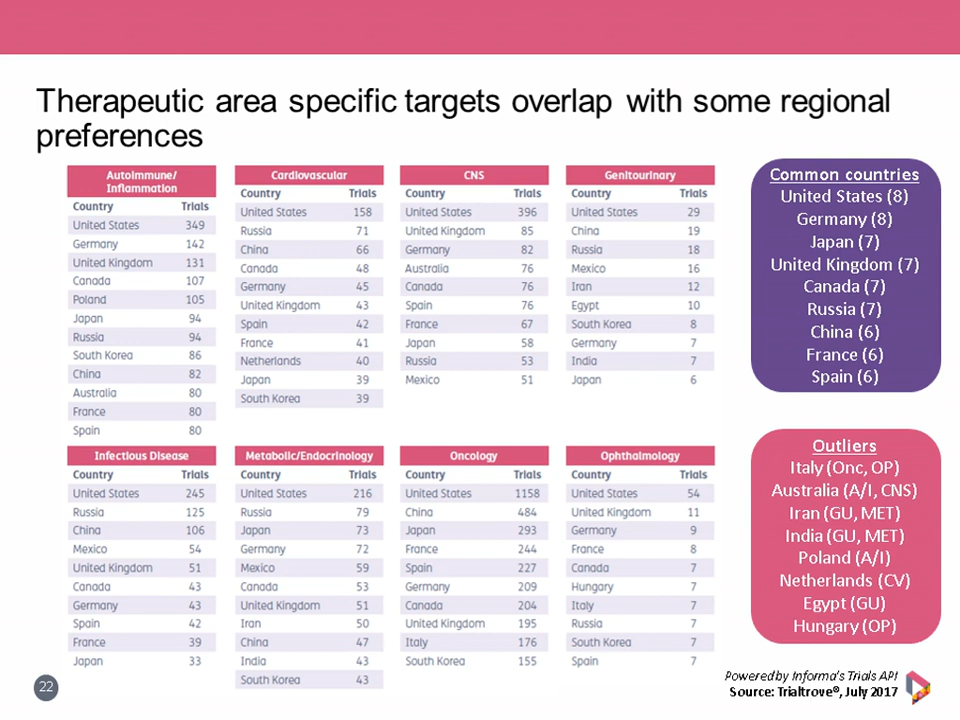 Therapeutic area specific targets overlap with some regional
preferences
Autoimmune/
Inflammation
Country Trials
United States 349
Germany 142
United Kingdom 131
Canada 107
Poland 105
Japan 94
Russia 94
South Korea 86
China 82
Australia 80
France 80
Spain 80
Cardiovascular
Country Trials
United States 158
Russia 71
China 66
Canada 48
Germany 45
United Kingdom 43
Spain 42
France 41
Netherlands 40
Japan 39
South Korea 39
CNS
Country Trials
United States 396
United Kingdom 85
Germany 82
Australia 76
Canada 76
Spain 76
France 67
Japan 58
Russia 53
Mexico 51
Genitourinary
Country Trials
United States 29
China 19
Russia 18
Mexico 16
Iran 12
Egypt 10
South Korea 8
Germany 7
India 7
Japan 6
Common countries
United States (8)
Germany (8)
Japan (7)
United Kingdom (7)
Canada (7)
Russia (7)
China (6)
France (6)
Spain (6)
Infectious Disease
Country Trials
United States 245
Russia 125
China 106
Mexico 54
United Kingdom 51
Canada 43
Germany 43
Spain 42
France 39
Japan 33
Metabolic/Endocrinology
Country Trials
United States 216
Russia 79
Japan 73
Germany 72
Mexico 59
Canada 53
United Kingdom 51
Iran 50
China 47
India 43
South Korea 43
Oncology
Country Trials
United States 1158
China 484
Japan 293
France 244
Spain 227
Germany 209
Canada 204
United Kingdom 195
Italy 176
South Korea 155
Ophthalmology
Country Trials
United States 54
United Kingdom 11
Germany 9
France 8
Canada 7
Hungary 7
Italy 7
Russia 7
South Korea 7
Spain 7
Outliers
Italy (Onc, OP)
Australia (A/I, CNS)
Iran (GU, MET)
India (GU, MET)
Poland (A/I)
Netherlands (CV)
Egypt (GU)
Hungary (OP)
22
Powered by Informa's Trials API
Source: Trialtrove®, July 2017